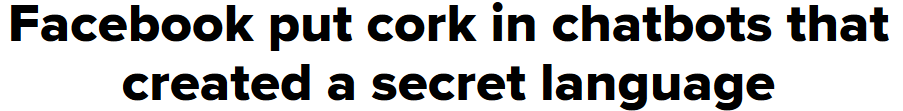 Facebook put cork in chatbots that
created a secret language